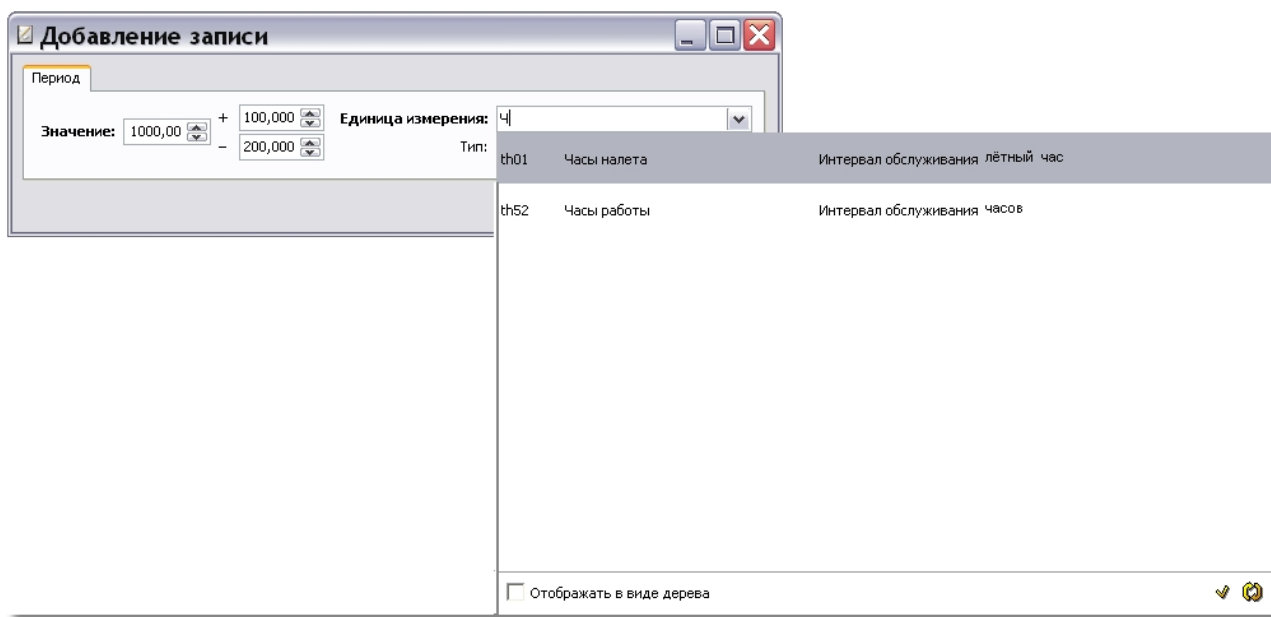 Добавление записи
Период
Значение: 1000,00 + 100,000 Единица измерения: Ч
– 200,000 Тип:
th01 Часы налета Интервал обслуживания лётный час
th52 Часы работы Интервал обслуживания часов
Отображать в виде дерева